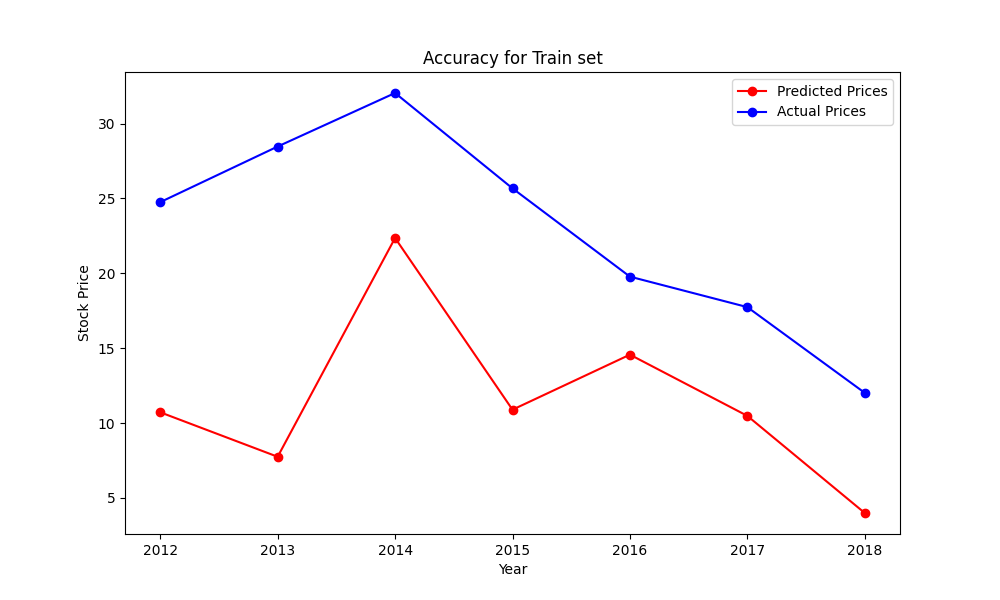 Accuracy for Train set
Predicted Prices
Actual Prices
30
25
20
15
10
5
Stock Price
2012 2013 2014 2015 2016 2017 2018
Year